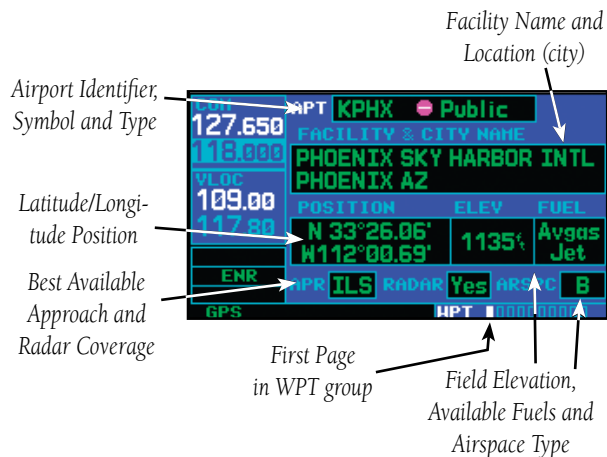 Facility Name and
Location (city)
Airport Identifier,
Symbol and Type
COM
127.650
118.000
VLOC
109.00
117.80
ENR
GPS
APT KPHX Public
FACILITY & CITY NAME
PHOENIX SKY HARBOR INTL
PHOENIX AZ
POSITION ELEV FUEL
N 33°26.06' 1135ft Avgas
W112°00.69' Jet
APR ILS RADAR Yes ARSPC B
WPT
Latitude/Longi-
tude Position
Best Available
Approach and
Radar Coverage
First Page
in WPT group
Field Elevation,
Available Fuels and
Airspace Type